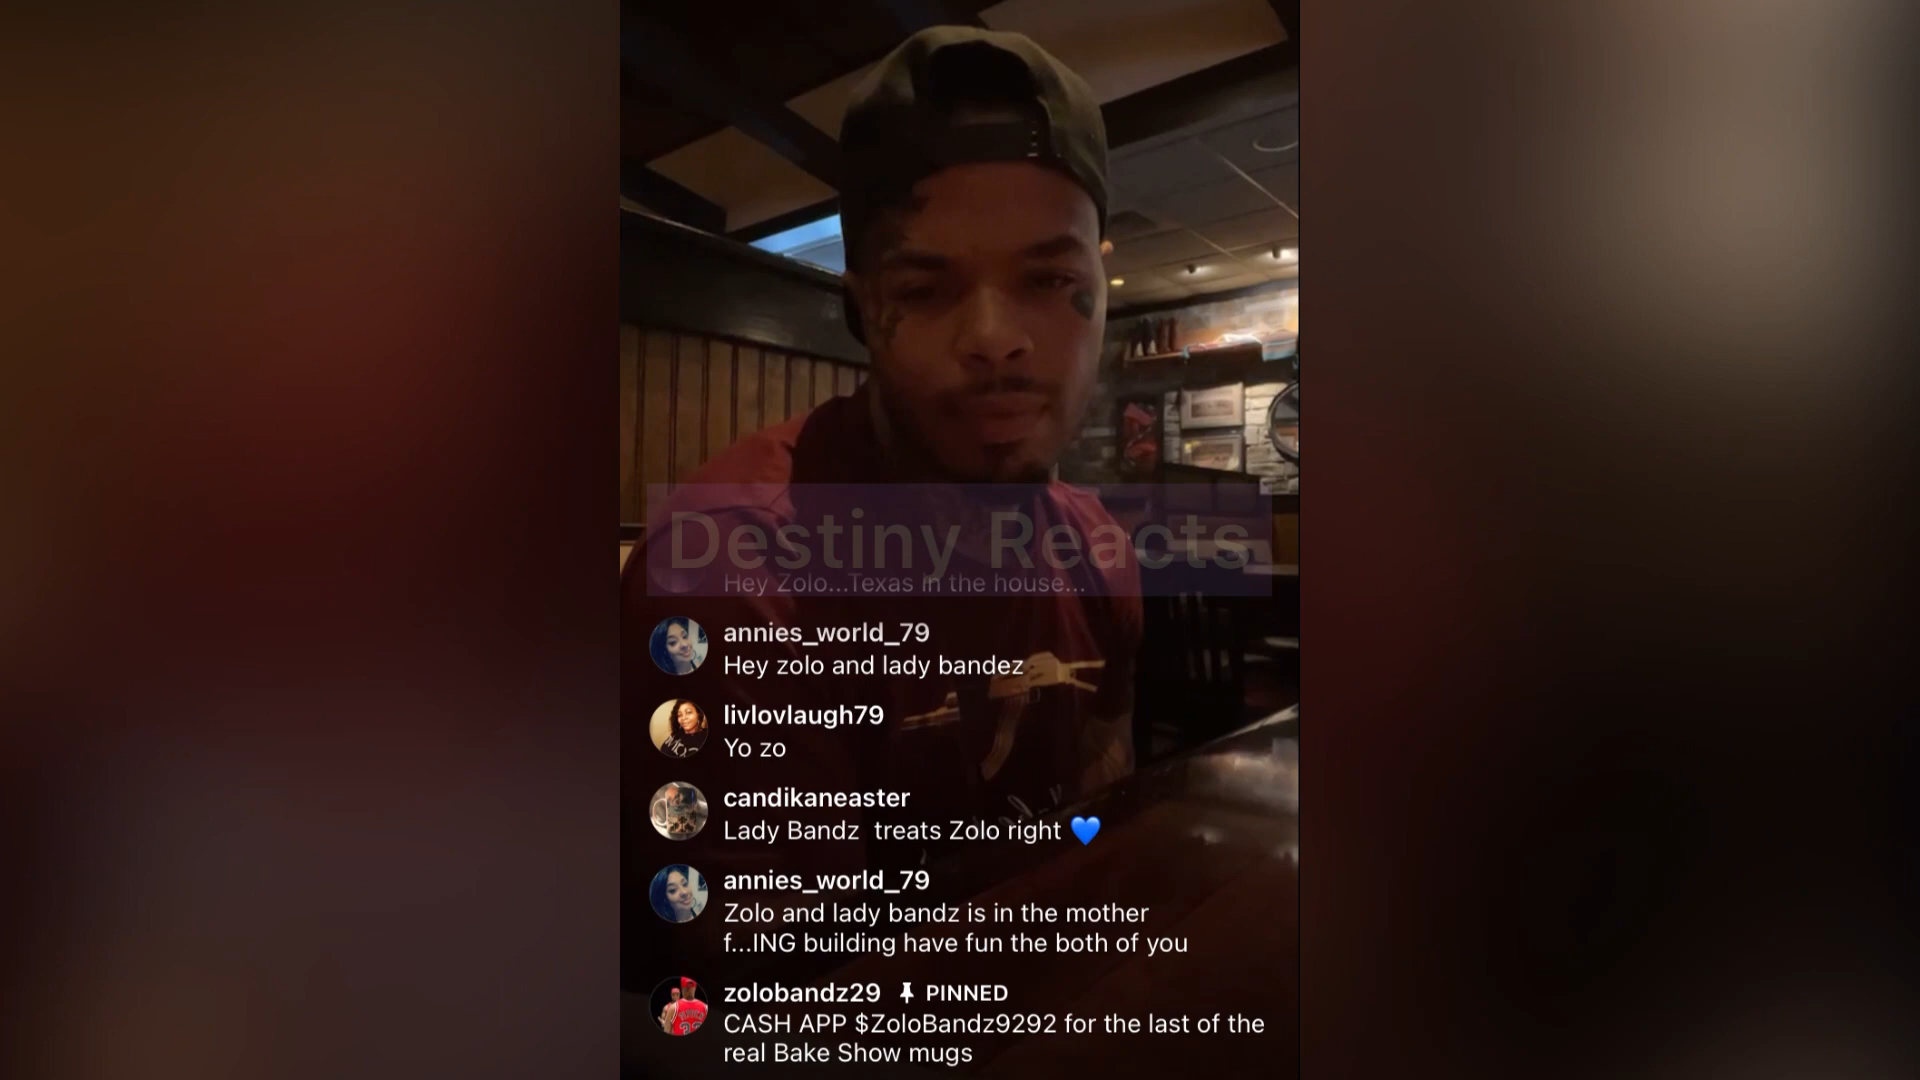 Destiny Reacts
Hey Zolo...Texas in the house...
annies_world_79
Hey zolo and lady bandez
livlovlaugh79
Yo zo
candikaneaster
Lady Bandz  treats Zolo right 💙
annies_world_79
Zolo and lady bandz is in the mother
f...ING building have fun the both of you
zolobandz29 PINNED
CASH APP $ZoloBandz9292 for the last of the
real Bake Show mugs